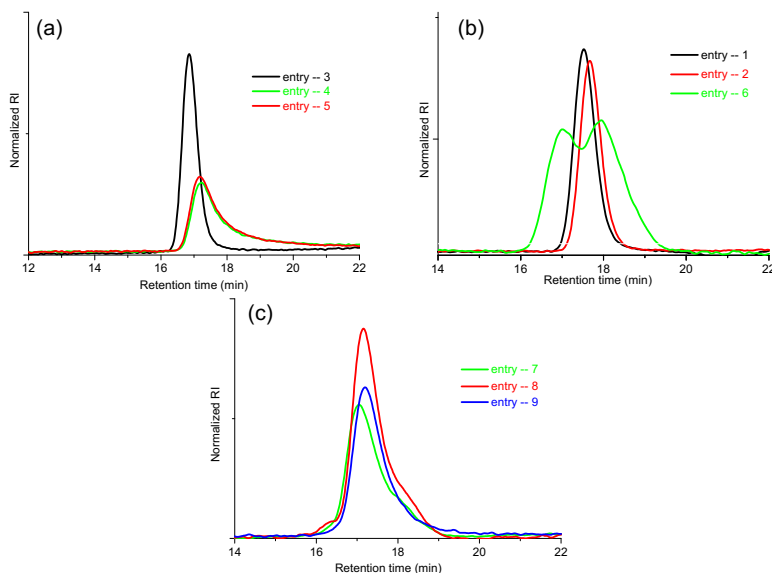 (a)
Normalized RI
entry -- 3
entry -- 4
entry -- 5
12 14 16 18 20 22
Retention time (min)
(b)
Normalized RI
entry -- 1
entry -- 2
entry -- 6
14 16 18 20 22
Retention time (min)
(c)
Normalized RI
entry -- 7
entry -- 8
entry -- 9
14 16 18 20 22
Retention time (min)